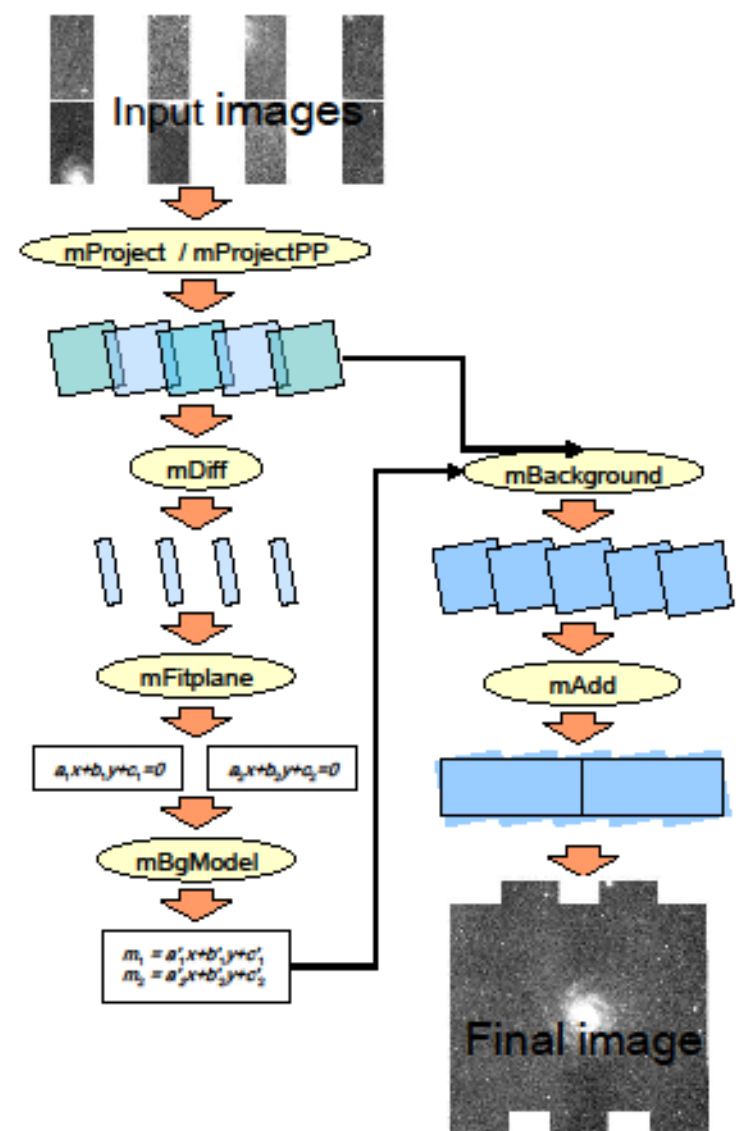 Input images
mProject / mProjectPP
mDiff
mFitplane
a₁x+b₁y+c₁=0
a₂x+b₂y+c₂=0
mBgModel
m₁ = a'₁x+b'₁y+c'₁
m₂ = a'₂x+b'₂y+c'₂
mBackground
mAdd
Final image